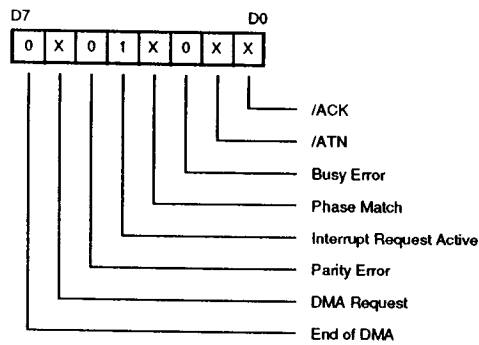 D7 D0
0 X 0 1 X 0 X X
/ACK
/ATN
Busy Error
Phase Match
Interrupt Request Active
Parity Error
DMA Request
End of DMA